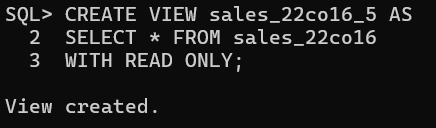 SQL> CREATE VIEW sales_22co16_5 AS
  2  SELECT * FROM sales_22co16
  3  WITH READ ONLY;

View created.